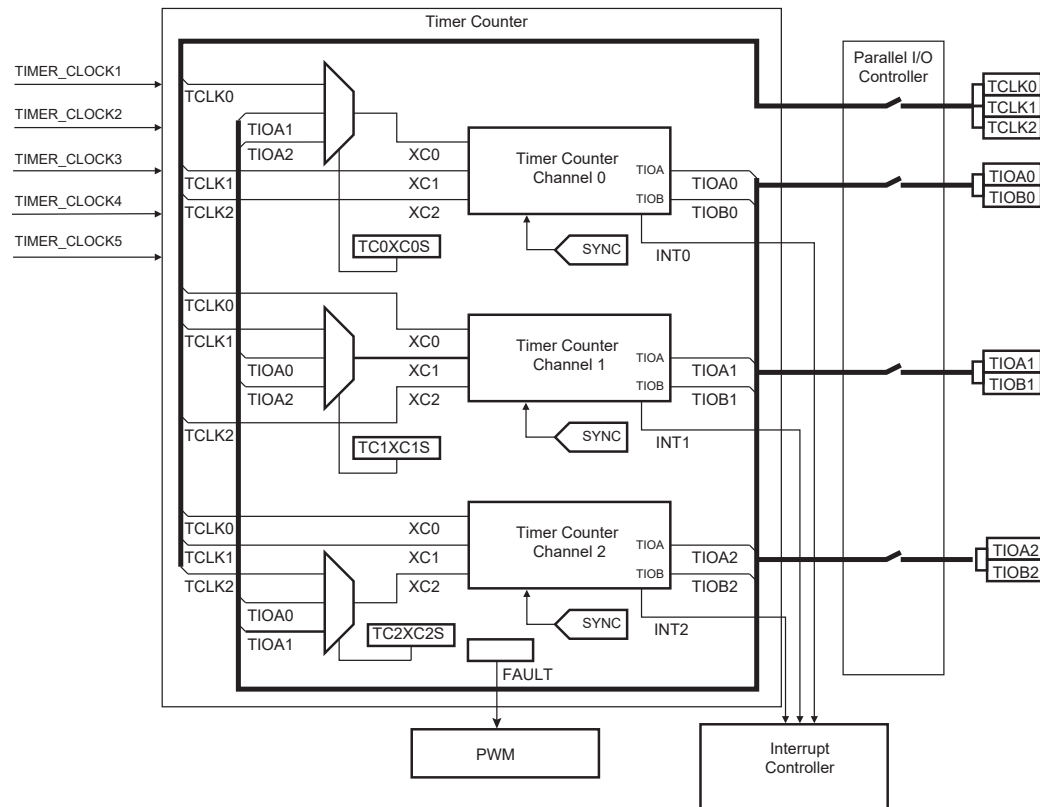 Timer Counter
Parallel I/O
Controller
TIMER_CLOCK1
TIMER_CLOCK2
TIMER_CLOCK3
TIMER_CLOCK4
TIMER_CLOCK5
TCLK0
TIOA1
TIOA2
TCLK1
TCLK2
XC0
XC1
XC2
TC0XC0S
Timer Counter
Channel 0
TIOA
TIOB
TIOA0
TIOB0
SYNC
INT0
TCLK0
TCLK1
TCLK2
TIOA0
TIOB0
TCLK0
TCLK1
TIOA0
TIOA2
TCLK2
XC0
XC1
XC2
TC1XC1S
Timer Counter
Channel 1
TIOA
TIOB
TIOA1
TIOB1
SYNC
INT1
TIOA1
TIOB1
TCLK0
TCLK1
TCLK2
TIOA0
TIOA1
XC0
XC1
XC2
TC2XC2S
Timer Counter
Channel 2
TIOA
TIOB
TIOA2
TIOB2
SYNC
INT2
TIOA2
TIOB2
FAULT
PWM
Interrupt
Controller